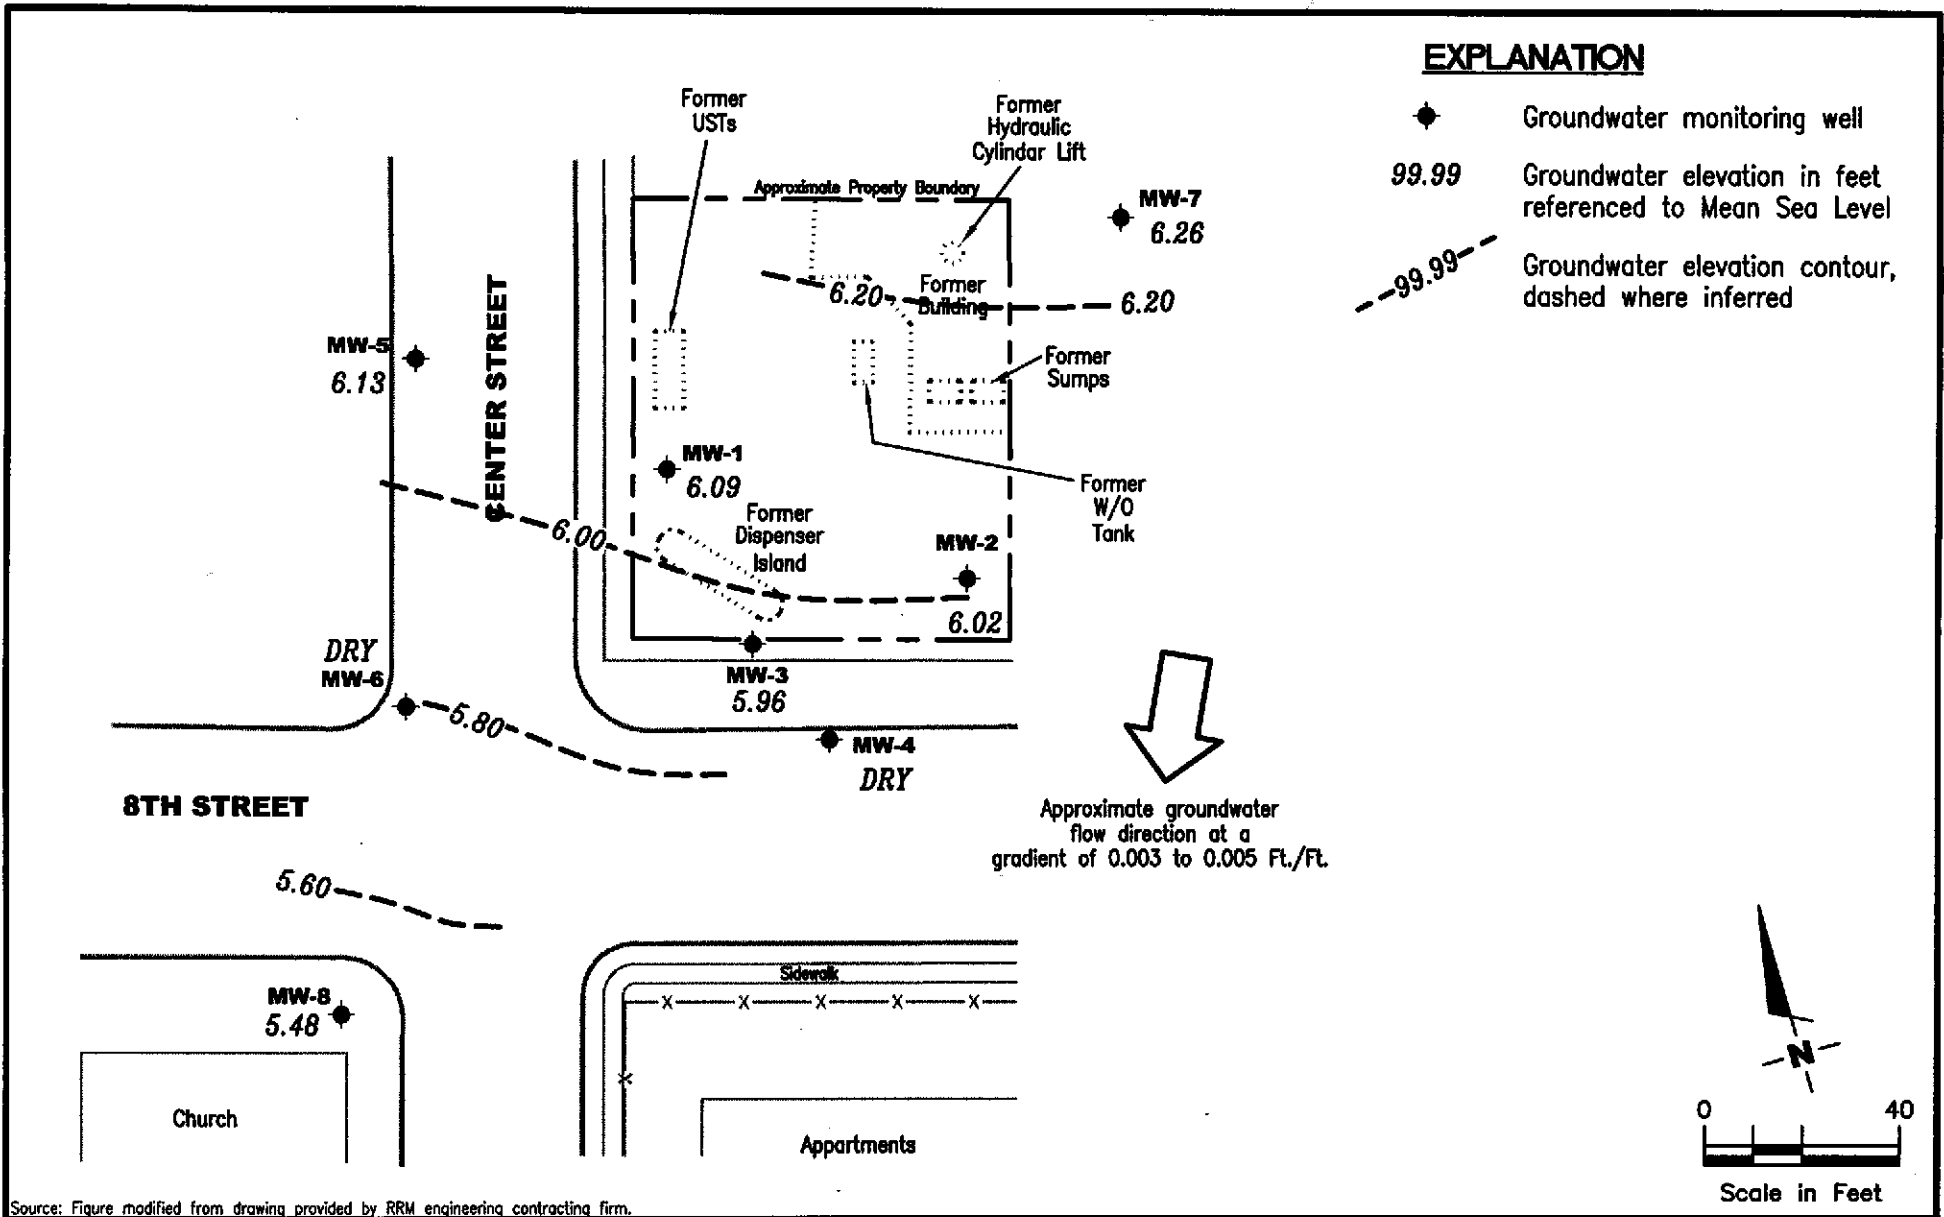 EXPLANATION
Groundwater monitoring well
99.99
Groundwater elevation in feet
referenced to Mean Sea Level
99.99
Groundwater elevation contour,
dashed where inferred
Former
USTs
Former
Hydraulic
Cylindar Lift
Approximate Property Boundary
MW-7
6.26
6.20
Former
Building
6.20
MW-5
6.13
CENTER STREET
Former
Sumps
MW-1
6.09
Former
W/O
Tank
6.00
Former
Dispenser
Island
MW-2
6.02
DRY
MW-6
MW-3
5.96
5.80
MW-4
DRY
8TH STREET
Approximate groundwater
flow direction at a
gradient of 0.003 to 0.005 Ft./Ft.
5.60
Sidewalk
X X X X X
MW-8
5.48
X
Church
Appartments
N
0 40
Scale in Feet
Source: Figure modified from drawing provided by RRM engineering contracting firm.